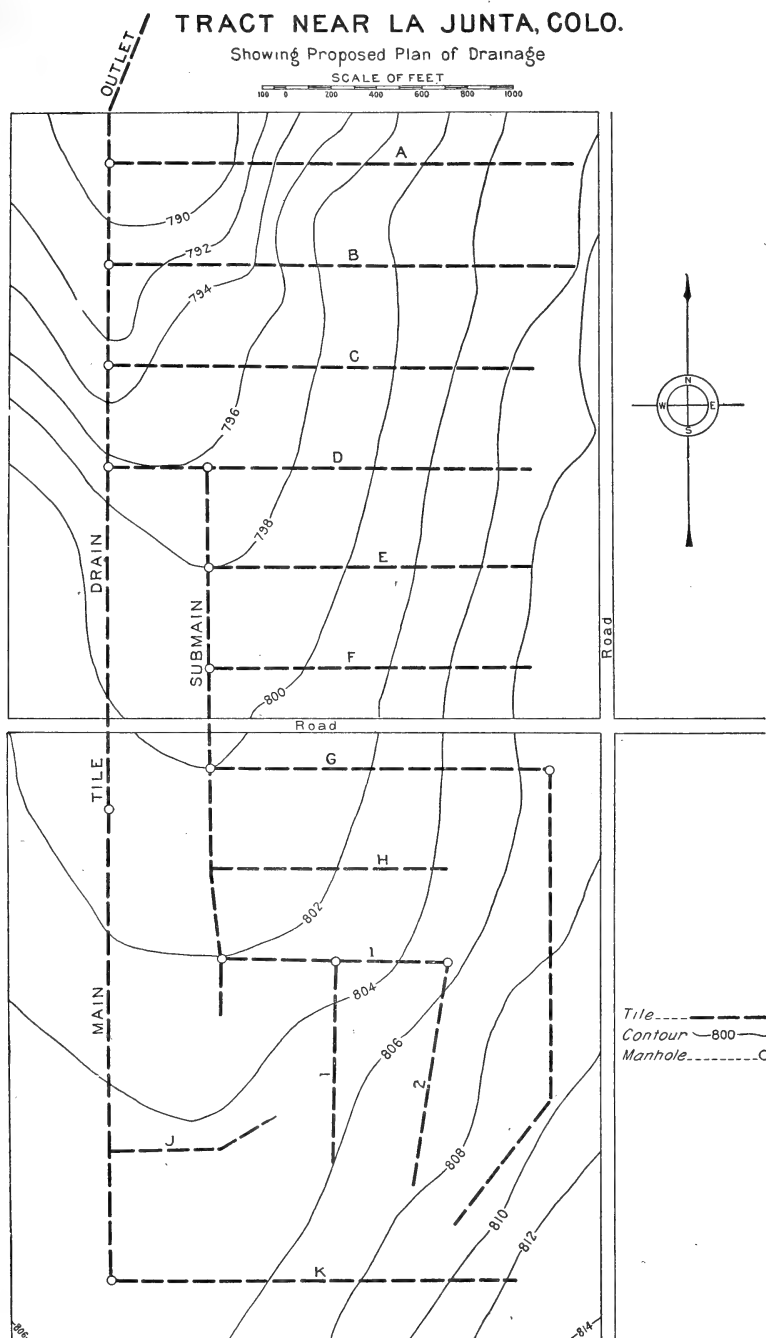 TRACT NEAR LA JUNTA, COLO.
Showing Proposed Plan of Drainage
SCALE OF FEET
100 0 200 400 600 800 1000
OUTLET
A
790
B
792
794
C
796
D
798
DRAIN
E
SUBMAIN
F
800
Road
Road
N
W E
S
G
TILE
H
802
1
804
MAIN
806
1
2
Tile
Contour 800
Manhole
J
808
810
812
K
806
814